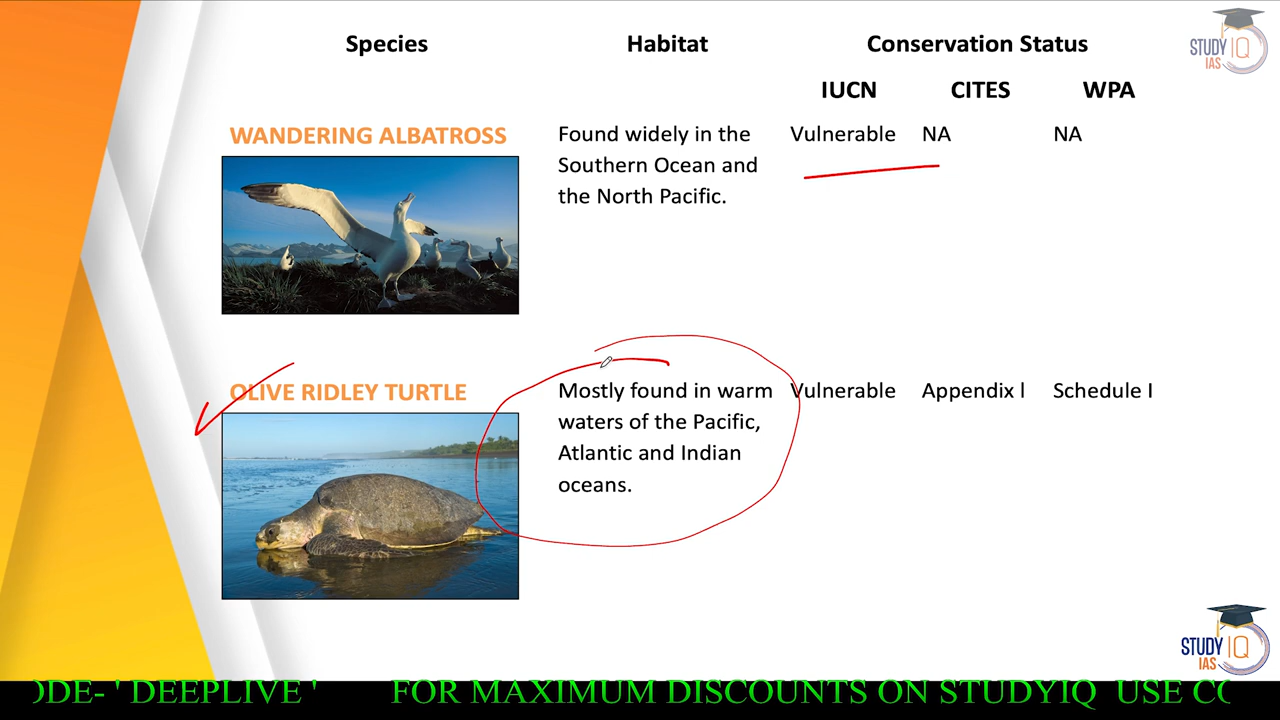 Species Habitat Conservation Status
STUDY IQ
IAS
IUCN CITES WPA
WANDERING ALBATROSS
Found widely in the
Southern Ocean and
the North Pacific.
Vulnerable NA NA
OLIVE RIDLEY TURTLE
Mostly found in warm
waters of the Pacific,
Atlantic and Indian
oceans.
Vulnerable Appendix l Schedule I
STUDY IQ
IAS
ODE- ' DEEPLIVE ' FOR MAXIMUM DISCOUNTS ON STUDYIQ USE CO